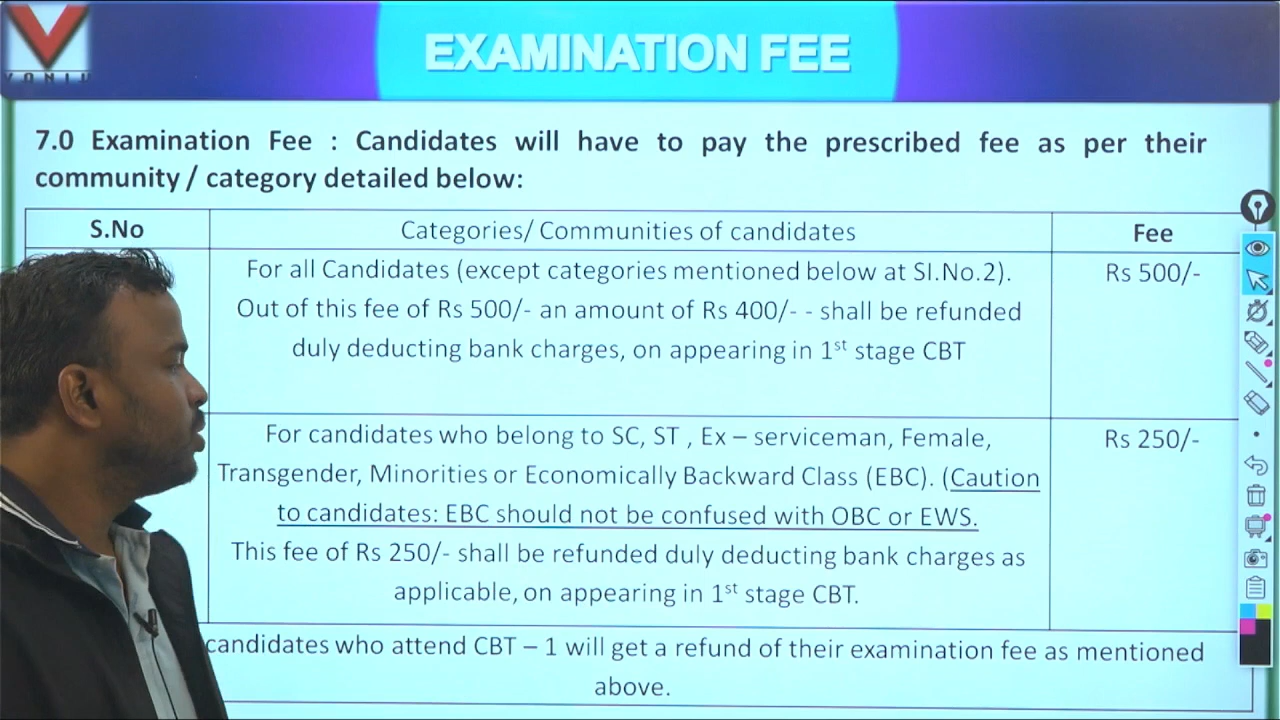 EXAMINATION FEE
7.0 Examination Fee : Candidates will have to pay the prescribed fee as per their
community / category detailed below:
S.No
Categories/ Communities of candidates
Fee
For all Candidates (except categories mentioned below at SI.No.2).
Rs 500/-
Out of this fee of Rs 500/- an amount of Rs 400/- - shall be refunded
duly deducting bank charges, on appearing in 1st stage CBT
For candidates who belong to SC, ST , Ex – serviceman, Female,
Rs 250/-
Transgender, Minorities or Economically Backward Class (EBC). (Caution
to candidates: EBC should not be confused with OBC or EWS.
This fee of Rs 250/- shall be refunded duly deducting bank charges as
applicable, on appearing in 1st stage CBT.
candidates who attend CBT – 1 will get a refund of their examination fee as mentioned
above.